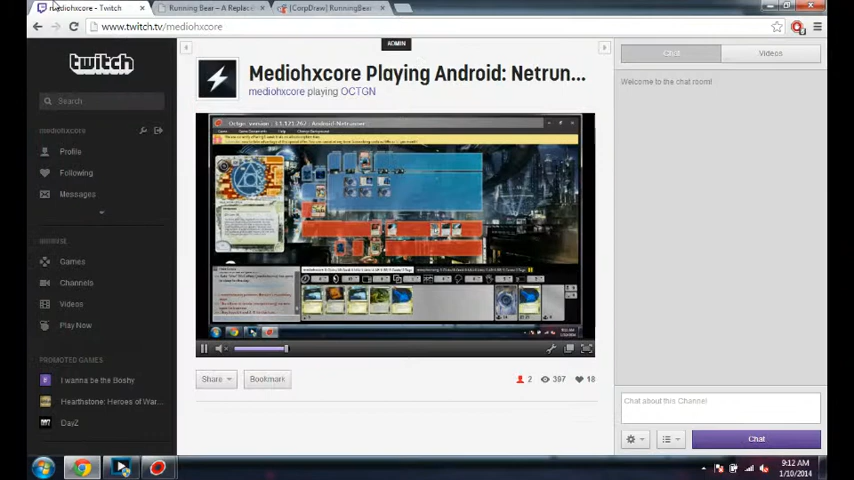 mediohxcore - Twitch
Running Bear – A Replace
[CorpDraw] RunningBear
www.twitch.tv/mediohxcore
twitch
Search
mediohxcore
Profile
Following
Messages
BROWSE
Games
Channels
Videos
Play Now
PROMOTED GAMES
I wanna be the Boshy
Hearthstone: Heroes of War...
DayZ
ADMIN
Mediohxcore Playing Android: Netrun...
mediohxcore playing OCTGN
Share
Bookmark
2
397
18
Chat
Videos
Welcome to the chat room!
Chat about this Channel
Chat
9:12 AM
1/10/2014